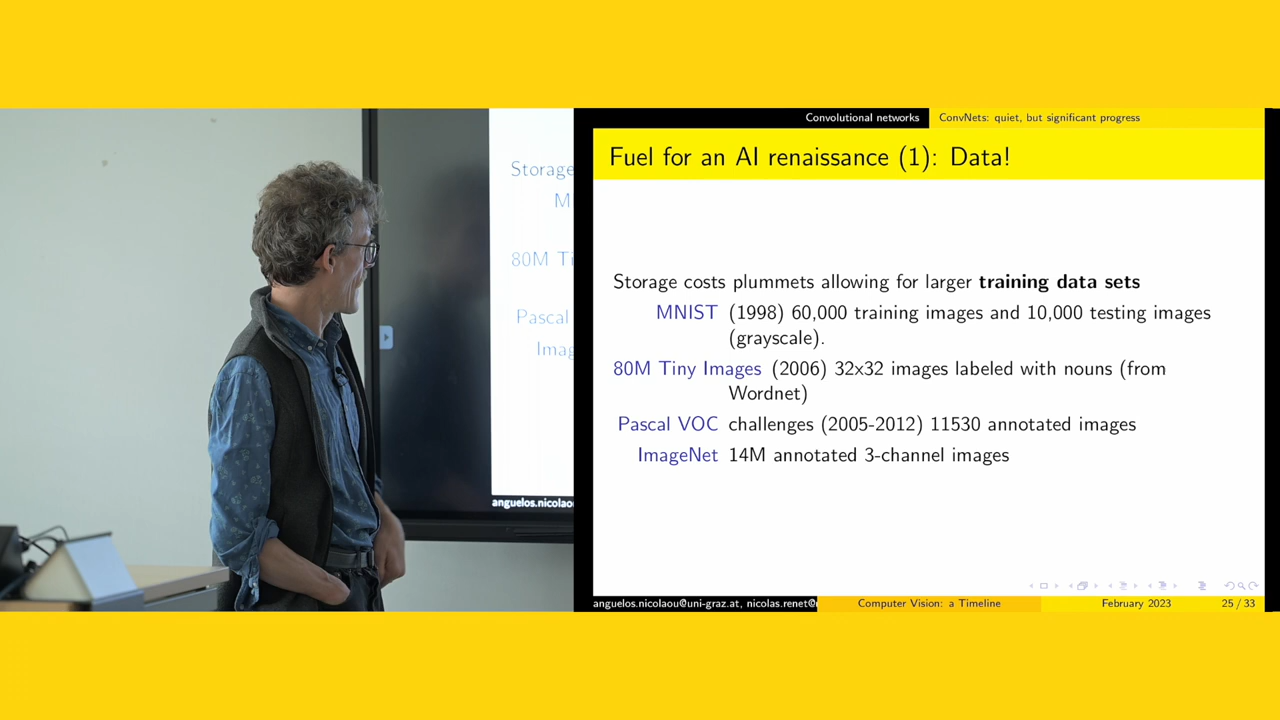 Storage
M
80M Ti
Pascal
Imag
anguelos.nicolaou
Convolutional networks
ConvNets: quiet, but significant progress
Fuel for an AI renaissance (1): Data!
Storage costs plummets allowing for larger training data sets
MNIST (1998) 60,000 training images and 10,000 testing images
(grayscale).
80M Tiny Images (2006) 32x32 images labeled with nouns (from
Wordnet)
Pascal VOC challenges (2005-2012) 11530 annotated images
ImageNet 14M annotated 3-channel images
anguelos.nicolaou@uni-graz.at, nicolas.renet@
Computer Vision: a Timeline
February 2023
25 / 33